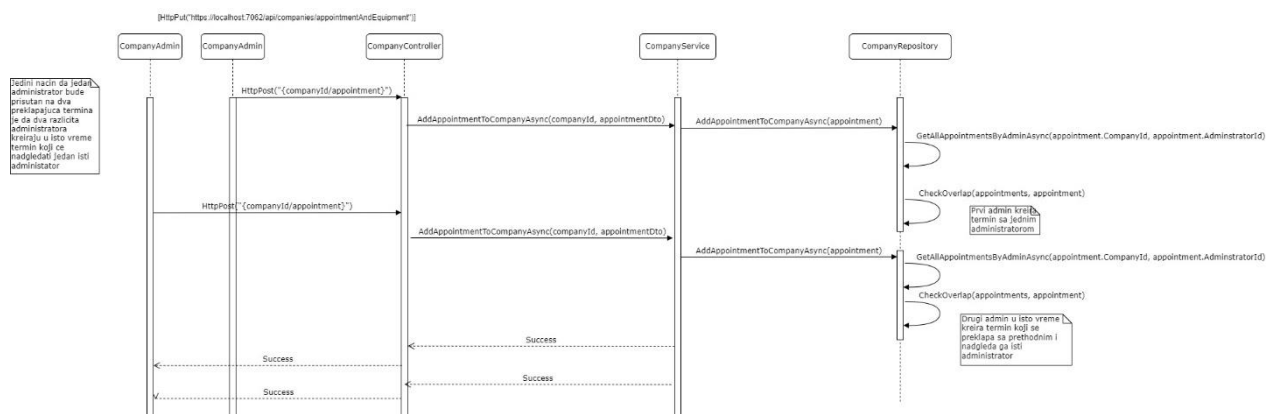 [HttpPut("https://localhost:7062/api/companies/appointmentAndEquipment")]
CompanyAdmin
CompanyAdmin
CompanyController
CompanyService
CompanyRepository
Jedini nacin da jedan
administrator bude
prisutan na dva
preklapajuca termina
je da dva razlicita
administratora
kreiraju u isto vreme
termin koji ce
nadgledati jedan isti
administator
HttpPost("{companyId/appointment}")
AddAppointmentToCompanyAsync(companyId, appointmentDto)
AddAppointmentToCompanyAsync(appointment)
GetAllAppointmentsByAdminAsync(appointment.CompanyId, appointment.AdminstratorId)
CheckOverlap(appointments, appointment)
Prvi admin kreira
termin sa jednim
administratorom
HttpPost("{companyId/appointment}")
AddAppointmentToCompanyAsync(companyId, appointmentDto)
AddAppointmentToCompanyAsync(appointment)
GetAllAppointmentsByAdminAsync(appointment.CompanyId, appointment.AdminstratorId)
CheckOverlap(appointments, appointment)
Drugi admin u isto vreme
kreira termin koji se
preklapa sa prethodnim i
nadgleda ga isti
administrator
Success
Success
Success
Success